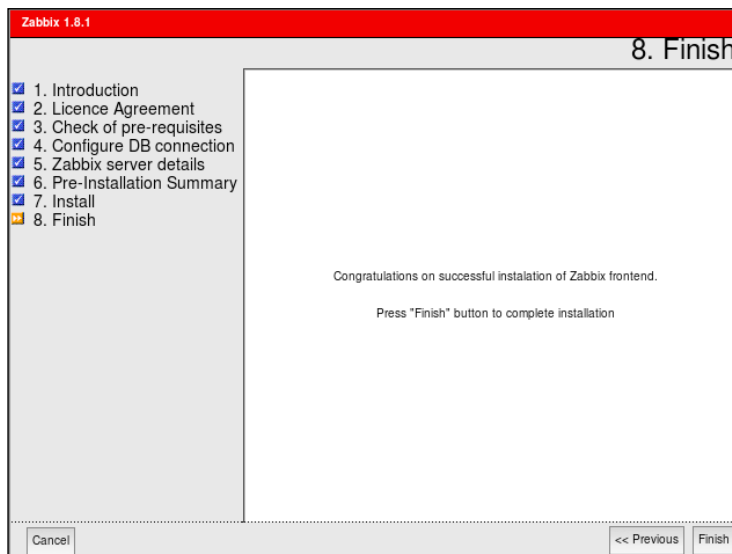 Zabbix 1.8.1
8. Finish
1. Introduction
2. Licence Agreement
3. Check of pre-requisites
4. Configure DB connection
5. Zabbix server details
6. Pre-Installation Summary
7. Install
8. Finish
Congratulations on successful instalation of Zabbix frontend.
Press "Finish" button to complete installation
Cancel
<< Previous
Finish